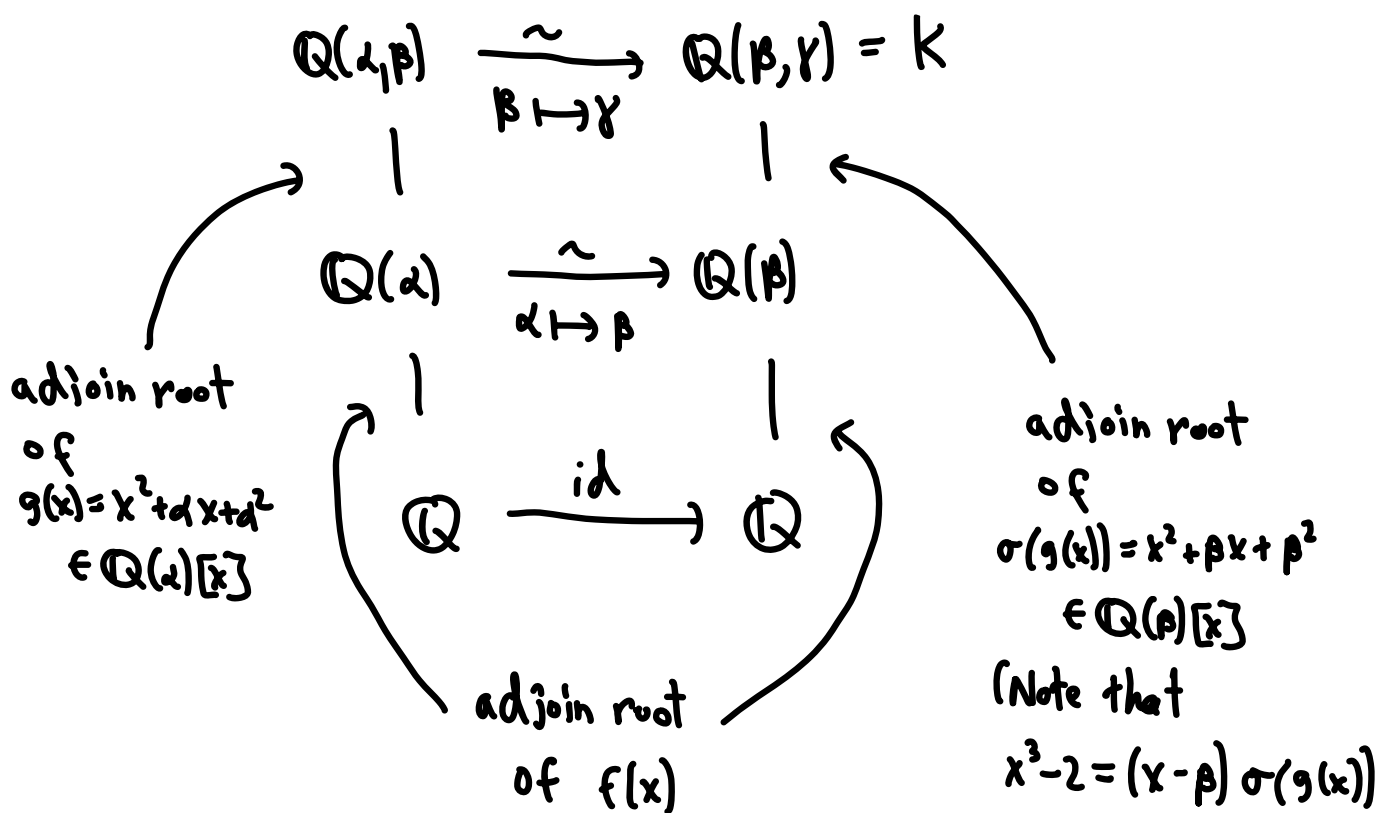 ℚ(α,β) ⥲ ℚ(β,γ) = K
β ↦ γ
ℚ(α) ⥲ ℚ(β)
α ↦ β
ℚ id → ℚ
adjoin root
of
g(x) = x² + αx + α²
∈ ℚ(α)[x]
adjoin root
of f(x)
adjoin root
of
σ(g(x)) = x² + βx + β²
∈ ℚ(β)[x]
(Note that
x³-2 = (x-β) σ(g(x))